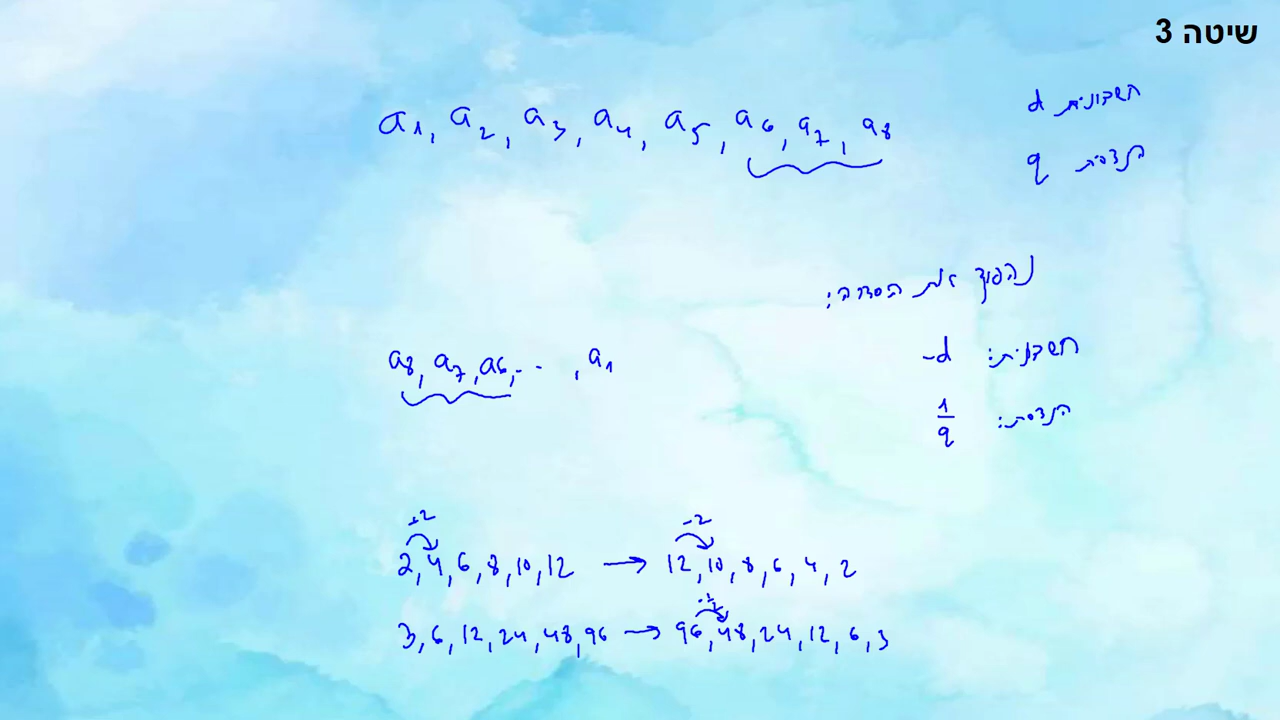 שיטה 3
a1, a2, a3, a4, a5, a6, a7, a8
חשבונית d
הנדסית q
נהפוך את הסדרה:
a8, a7, a6, .. , a1
חשבונית: -d
הנדסית: 1/q
+2 -2
2, 4, 6, 8, 10, 12 → 12, 10, 8, 6, 4, 2
·1/2
3, 6, 12, 24, 48, 96 → 96, 48, 24, 12, 6, 3